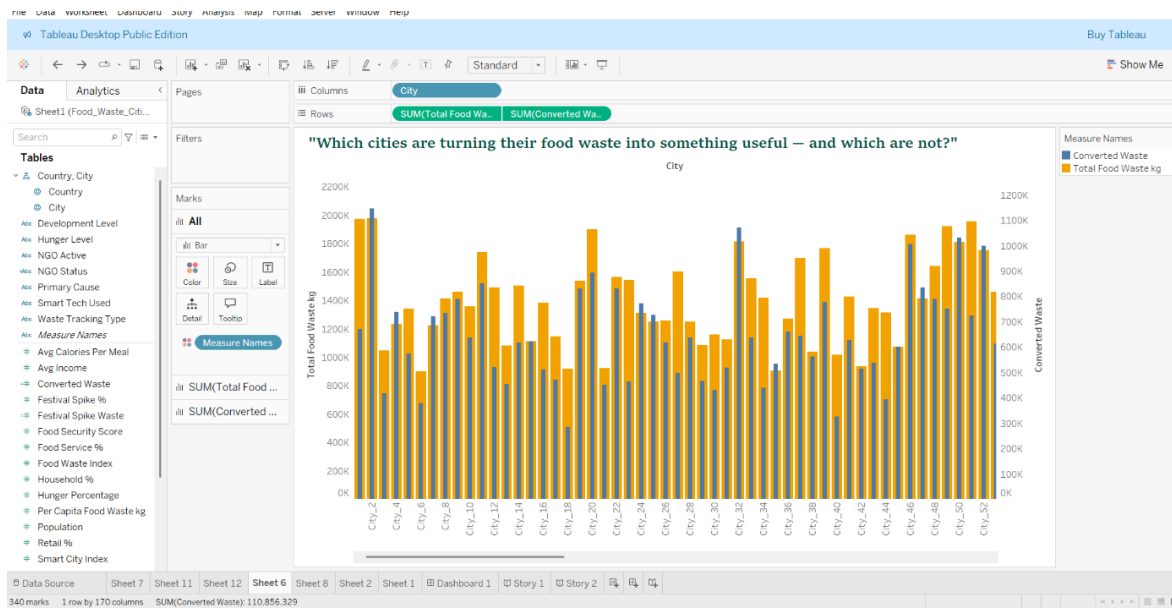 File Data Worksheet Dashboard Story Analysis Map Format Server Window Help
Tableau Desktop Public Edition
Buy Tableau
Standard
Show Me
Data Analytics
Sheet1 (Food_Waste_Citi...
Search
Tables
Country, City
Country
City
Abc Development Level
Abc Hunger Level
Abc NGO Active
Abc NGO Status
Abc Primary Cause
Abc Smart Tech Used
Abc Waste Tracking Type
Abc Measure Names
# Avg Calories Per Meal
# Avg Income
=# Converted Waste
# Festival Spike %
=# Festival Spike Waste
# Food Security Score
# Food Service %
# Food Waste Index
# Household %
# Hunger Percentage
# Per Capita Food Waste kg
# Population
# Retail %
# Smart City Index
Pages
Filters
Marks
All
Bar
Color Size Label
Detail Tooltip
Measure Names
SUM(Total Food ...
SUM(Converted ...
Columns City
Rows SUM(Total Food Wa.. SUM(Converted Wa..
"Which cities are turning their food waste into something useful — and which are not?"
City
Total Food Waste kg
2200K
2000K
1800K
1600K
1400K
1200K
1000K
800K
600K
400K
200K
0K
Converted Waste
1200K
1100K
1000K
900K
800K
700K
600K
500K
400K
300K
200K
100K
0K
City_2
City_4
City_6
City_8
City_10
City_12
City_14
City_16
City_18
City_20
City_22
City_24
City_26
City_28
City_30
City_32
City_34
City_36
City_38
City_40
City_42
City_44
City_46
City_48
City_50
City_52
Measure Names
Converted Waste
Total Food Waste kg
Data Source Sheet 7 Sheet 11 Sheet 12 Sheet 6 Sheet 8 Sheet 2 Sheet 1 Dashboard 1 Story 1 Story 2
340 marks 1 row by 170 columns SUM(Converted Waste): 110.856.329